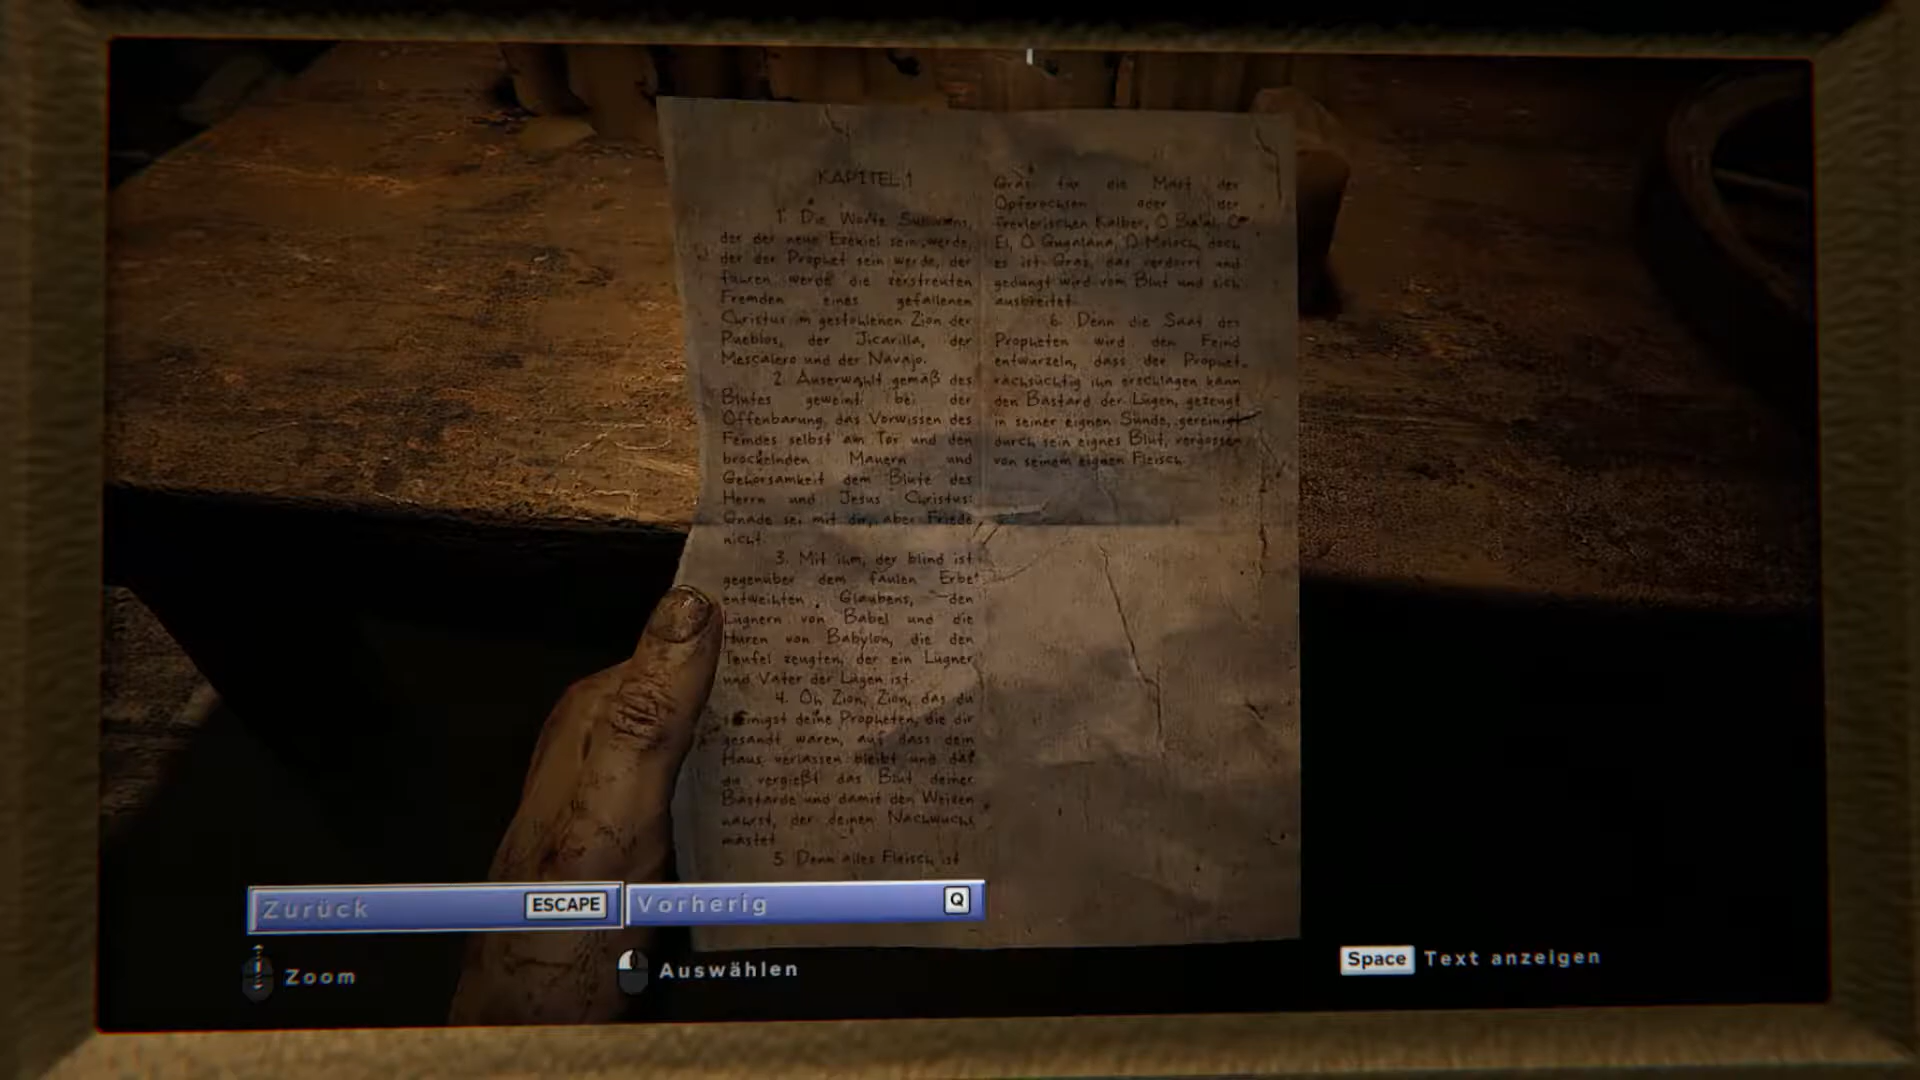 KAPITEL 1
1. Die Worte Sullivans,
der der neue Ezekiel sein werde,
der der Prophet sein werde, der
führen werde die zerstreuten
Fremden eines gefallenen
Christus im gestohlenen Zion der
Pueblos, der Jicarilla, der
Mescalero und der Navajo.
2. Auserwählt gemäß des
Blutes geweint bei der
Offenbarung, das Vorwissen des
Feindes selbst am Tor und den
bröckelnden Mauern und
Gehorsamkeit dem Blute des
Herrn und Jesus Christus:
Gnade sei mit dir, aber Friede
nicht.
3. Mit ihm, der blind ist
gegenüber dem faulen Erbe
entweihten Glaubens, den
Lügnern von Babel und die
Huren von Babylon, die den
Teufel zeugten, der ein Lügner
und Vater der Lügen ist.
4. Oh Zion, Zion, das du
steinigst deine Propheten, die dir
gesandt waren, auf dass dein
Haus verlassen bleibt und das
du vergießt das Blut deiner
Bastarde und damit den Weizen
nährst, der deinen Nachwuchs
mästet.
5. Denn alles Fleisch ist
Gras für die Mast der
Opferochsen oder der
frevlerischen Kälber, O Ba'al, O
El, O Gugalana, O Moloch, doch
es ist Gras, das verdorrt und
gedüngt wird vom Blut und sich
ausbreitet.
6. Denn die Saat des
Propheten wird den Feind
entwurzeln, dass der Prophet
rachsüchtig ihn erschlagen kann
den Bastard der Lügen, gezeugt
in seiner eignen Sünde, gereinigt
durch sein eignes Blut, vergossen
von seinem eignen Fleisch.
Zurück ESCAPE Vorherig Q
Zoom Auswählen Space Text anzeigen